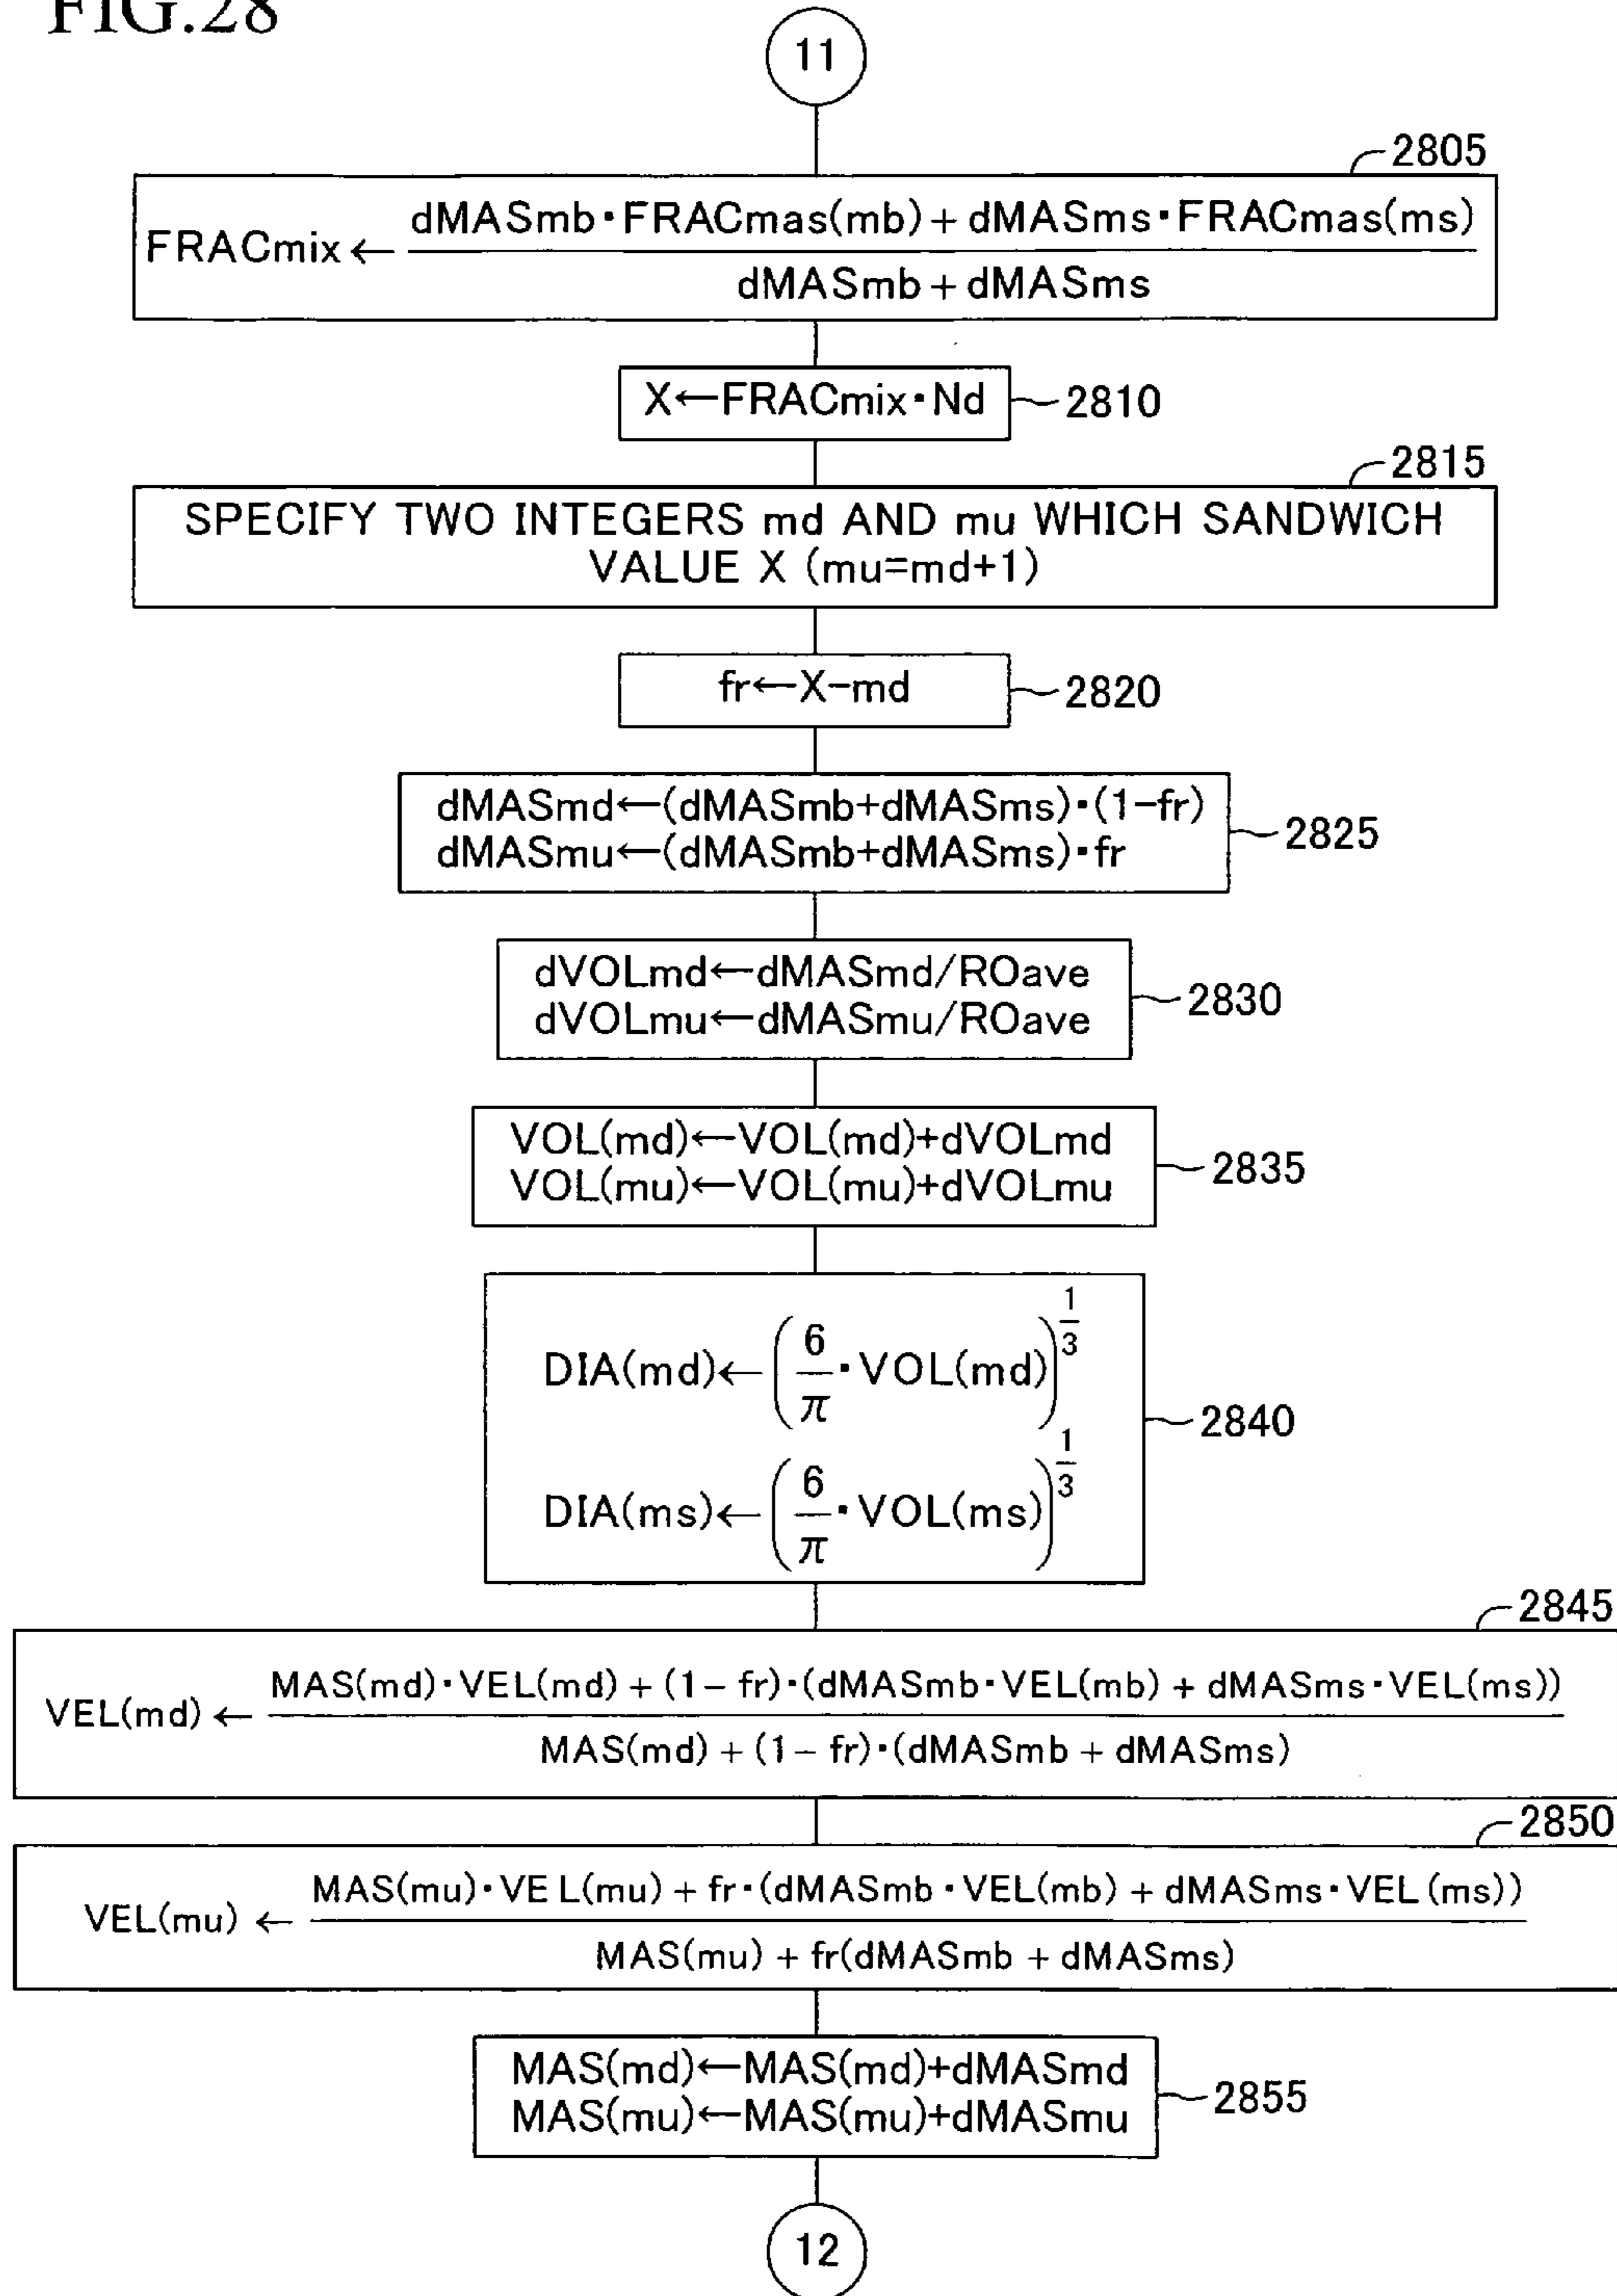 FIG.28
11
2805
FRACmix ← (dMASmb·FRACmas(mb)+dMASms·FRACmas(ms)) / (dMASmb+dMASms)
X←FRACmix·Nd
2810
2815
SPECIFY TWO INTEGERS md AND mu WHICH SANDWICH
VALUE X (mu=md+1)
fr←X-md
2820
dMASmd←(dMASmb+dMASms)·(1-fr)
dMASmu←(dMASmb+dMASms)·fr
2825
dVOLmd←dMASmd/ROave
dVOLmu←dMASmu/ROave
2830
VOL(md)←VOL(md)+dVOLmd
VOL(mu)←VOL(mu)+dVOLmu
2835
DIA(md)←(6/π·VOL(md))^1/3
DIA(ms)←(6/π·VOL(ms))^1/3
2840
2845
VEL(md) ← (MAS(md)·VEL(md) + (1-fr)·(dMASmb·VEL(mb) + dMASms·VEL(ms))) / (MAS(md) + (1-fr)·(dMASmb + dMASms))
2850
VEL(mu) ← (MAS(mu)·VEL(mu) + fr·(dMASmb·VEL(mb) + dMASms·VEL(ms))) / (MAS(mu) + fr(dMASmb + dMASms))
MAS(md)←MAS(md)+dMASmd
MAS(mu)←MAS(mu)+dMASmu
2855
12